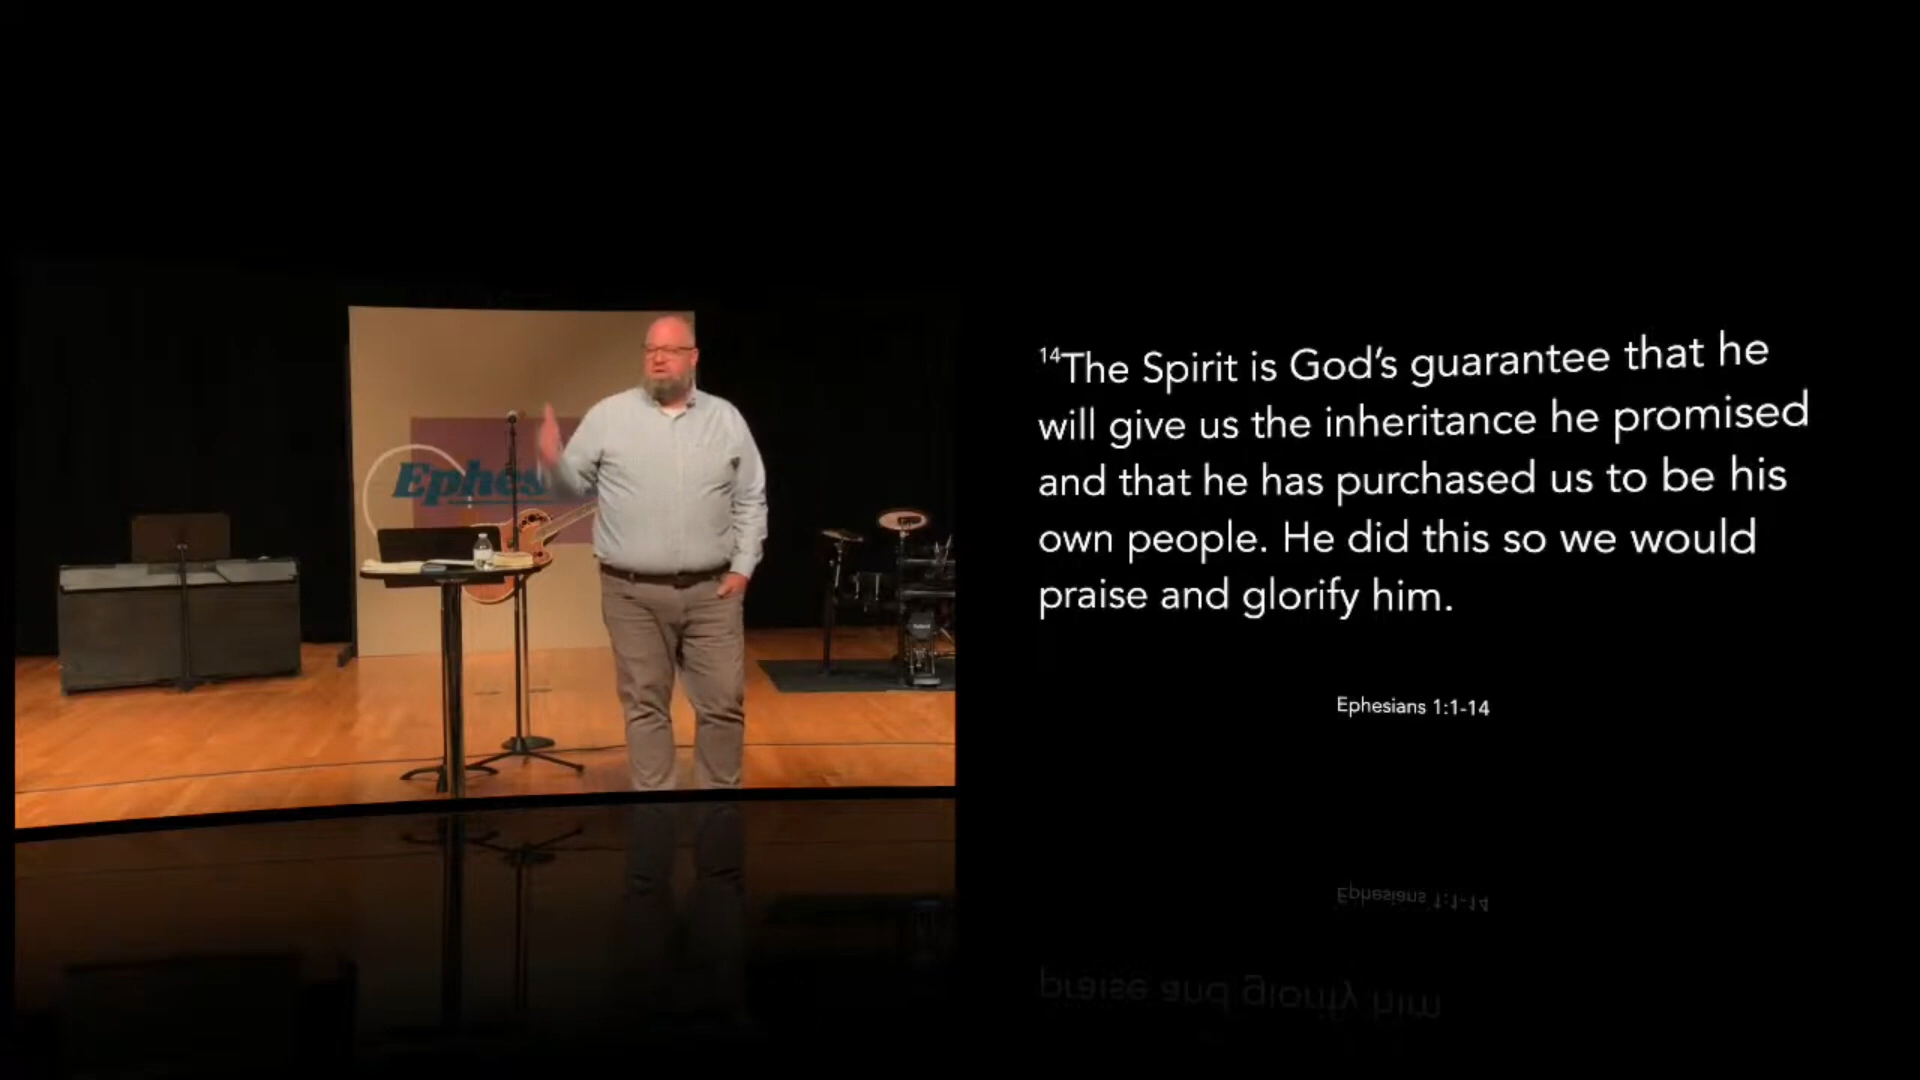 Ephes
14The Spirit is God's guarantee that he
will give us the inheritance he promised
and that he has purchased us to be his
own people. He did this so we would
praise and glorify him.
Ephesians 1:1-14